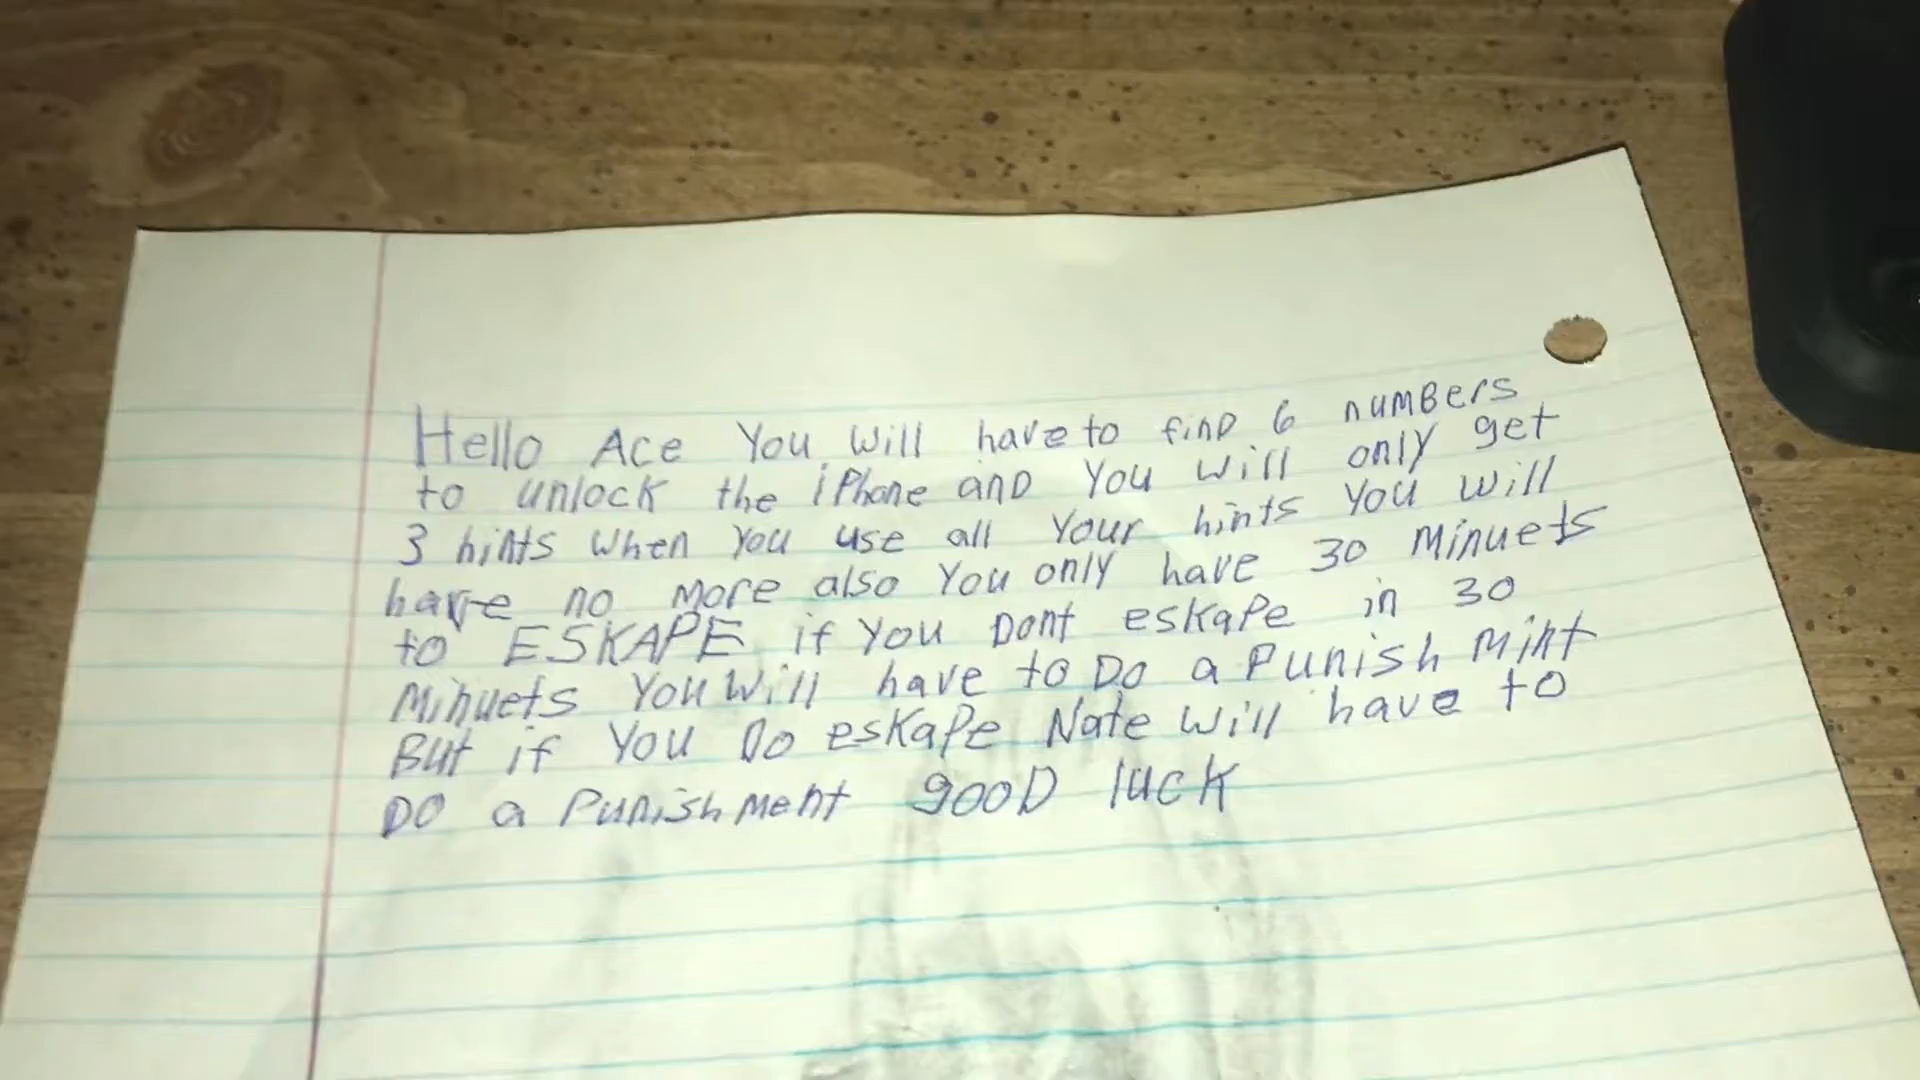 Hello Ace You Will have to finD 6 numBers
to unlock the iPhone anD You will only get
3 hints when You use all Your hints You will
have no more also You only have 30 Minuets
to ESKAPE if You Dont eskape in 30
Minuets You Will have to Do a Punish Mint
But if You Do eskape Nate will have to
DO a Punishment gooD luck